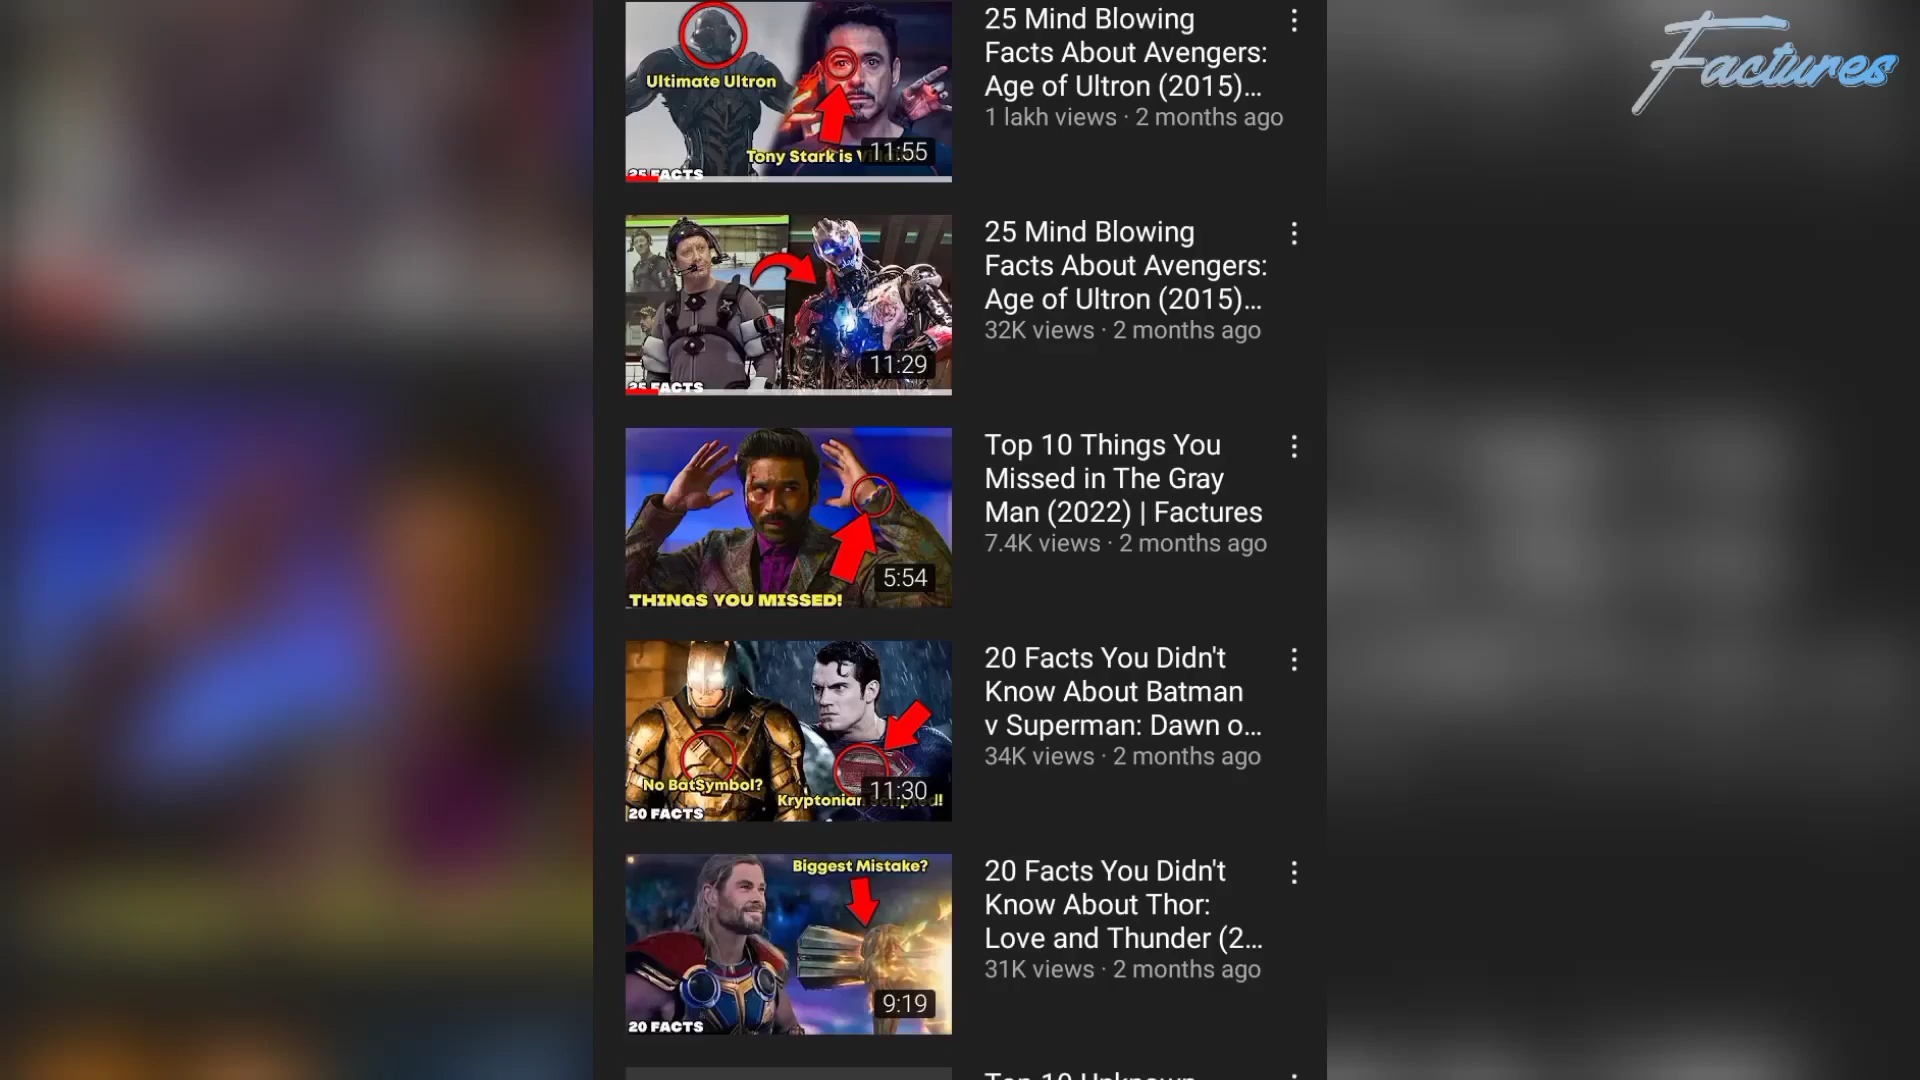 Factures
25 Mind Blowing
Facts About Avengers:
Age of Ultron (2015)...
1 lakh views · 2 months ago
Ultimate Ultron
Tony Stark is
11:55
25 FACTS
25 Mind Blowing
Facts About Avengers:
Age of Ultron (2015)...
32K views · 2 months ago
11:29
25 FACTS
Top 10 Things You
Missed in The Gray
Man (2022) | Factures
7.4K views · 2 months ago
5:54
THINGS YOU MISSED!
20 Facts You Didn't
Know About Batman
v Superman: Dawn o...
34K views · 2 months ago
No BatSymbol?
11:30
Kryptonian
20 FACTS
20 Facts You Didn't
Know About Thor:
Love and Thunder (2...
31K views · 2 months ago
Biggest Mistake?
9:19
20 FACTS
Top 10 Unknown